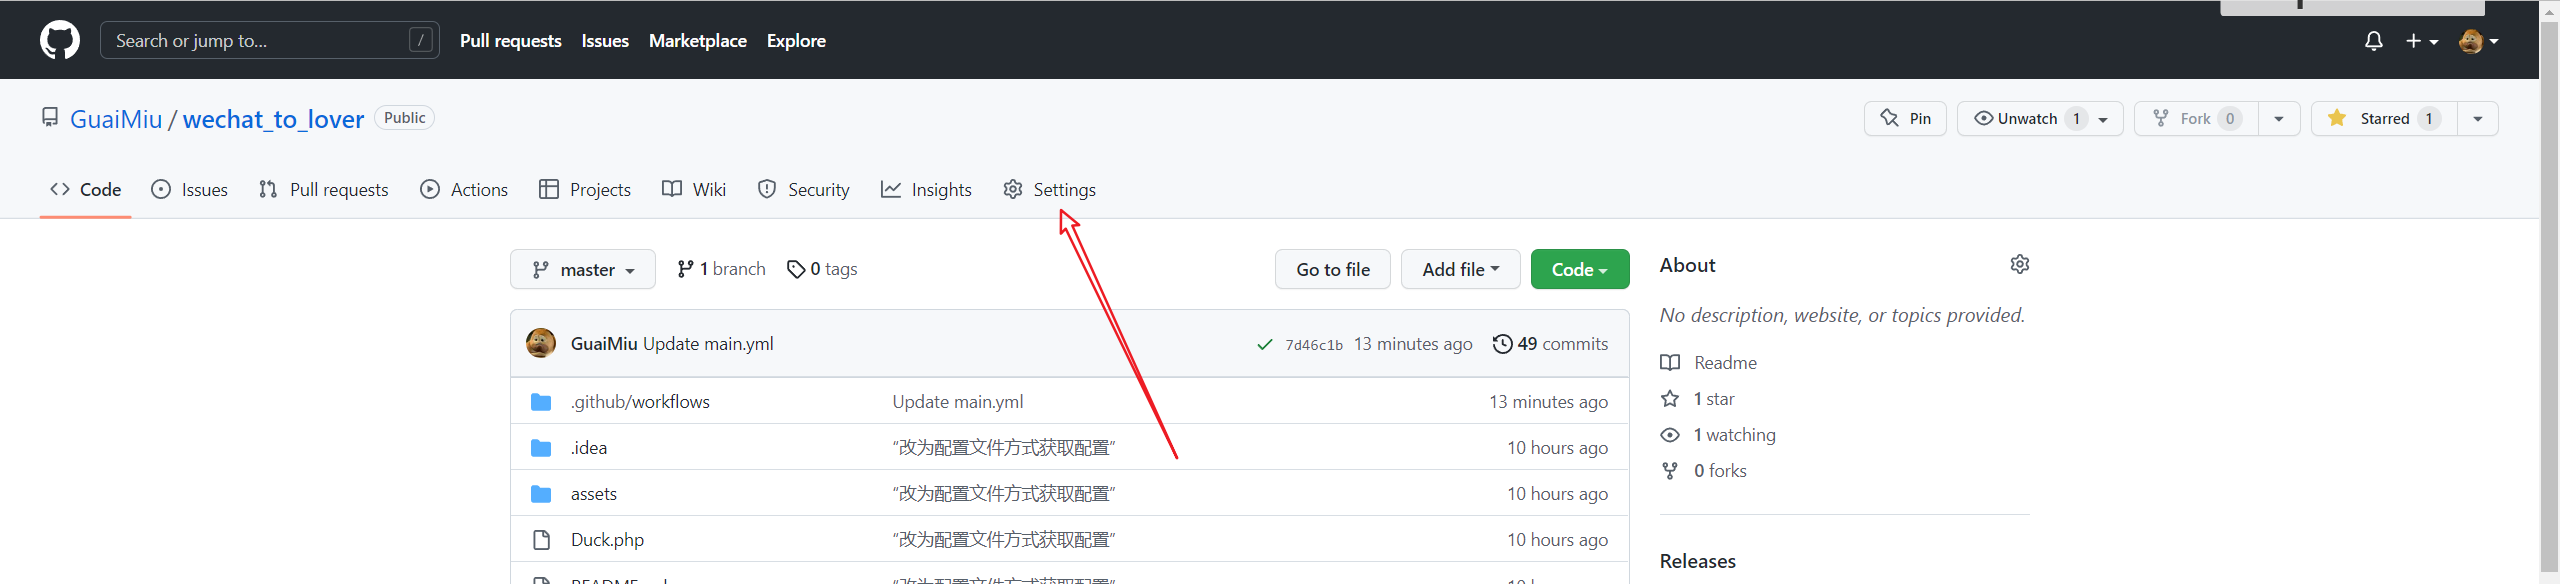 Search or jump to... / Pull requests Issues Marketplace Explore
GuaiMiu / wechat_to_lover Public Pin Unwatch 1 Fork 0 Starred 1
Code Issues Pull requests Actions Projects Wiki Security Insights Settings
master 1 branch 0 tags Go to file Add file Code
GuaiMiu Update main.yml 7d46c1b 13 minutes ago 49 commits
.github/workflows Update main.yml 13 minutes ago
.idea “改为配置文件方式获取配置” 10 hours ago
assets “改为配置文件方式获取配置” 10 hours ago
Duck.php “改为配置文件方式获取配置” 10 hours ago
About
No description, website, or topics provided.
Readme
1 star
1 watching
0 forks
Releases